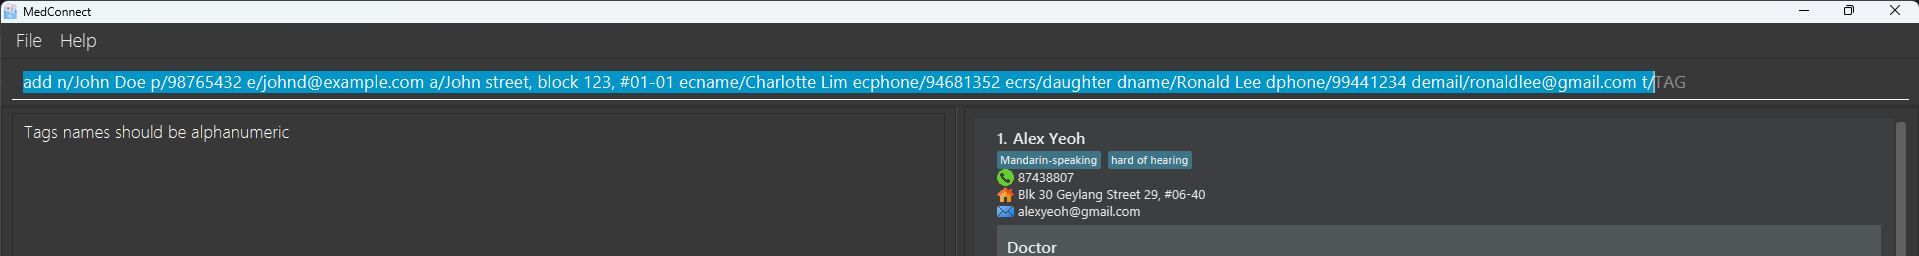 MedConnect
File Help
add n/John Doe p/98765432 e/johnd@example.com a/John street, block 123, #01-01 ecname/Charlotte Lim ecphone/94681352 ecrs/daughter dname/Ronald Lee dphone/99441234 demail/ronaldlee@gmail.com t/TAG
Tags names should be alphanumeric
1. Alex Yeoh
Mandarin-speaking hard of hearing
87438807
Blk 30 Geylang Street 29, #06-40
alexyeoh@gmail.com
Doctor